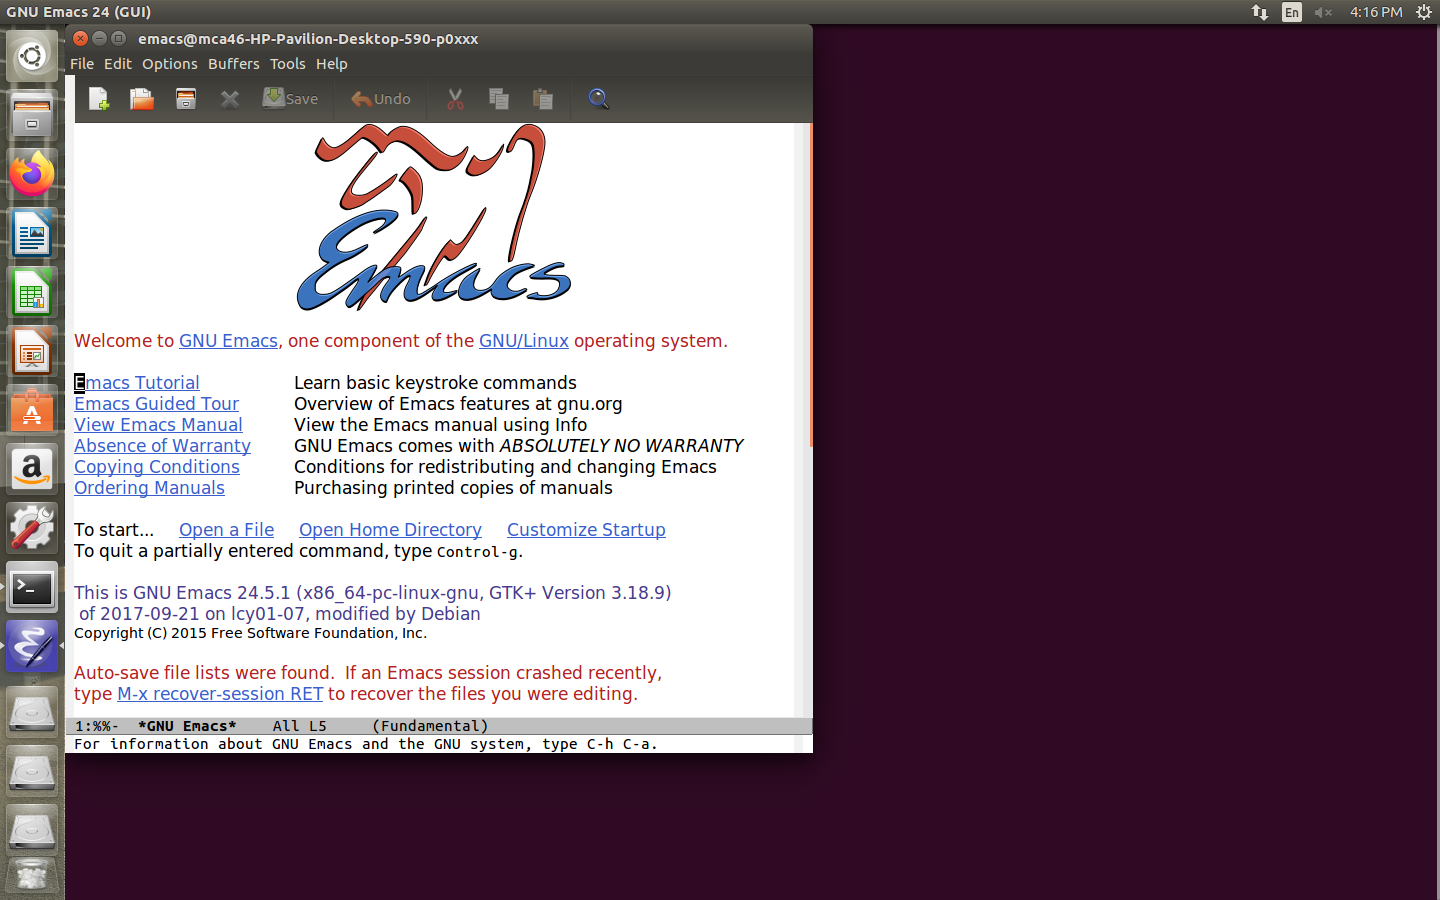 GNU Emacs 24 (GUI)
En
4:16 PM
emacs@mca46-HP-Pavilion-Desktop-590-p0xxx
File Edit Options Buffers Tools Help
Save
Undo
Emacs
Welcome to GNU Emacs, one component of the GNU/Linux operating system.
Emacs Tutorial Learn basic keystroke commands
Emacs Guided Tour Overview of Emacs features at gnu.org
View Emacs Manual View the Emacs manual using Info
Absence of Warranty GNU Emacs comes with ABSOLUTELY NO WARRANTY
Copying Conditions Conditions for redistributing and changing Emacs
Ordering Manuals Purchasing printed copies of manuals
To start... Open a File Open Home Directory Customize Startup
To quit a partially entered command, type Control-g.
This is GNU Emacs 24.5.1 (x86_64-pc-linux-gnu, GTK+ Version 3.18.9)
of 2017-09-21 on lcy01-07, modified by Debian
Copyright (C) 2015 Free Software Foundation, Inc.
Auto-save file lists were found. If an Emacs session crashed recently,
type M-x recover-session RET to recover the files you were editing.
1:%%- *GNU Emacs* All L5 (Fundamental)
For information about GNU Emacs and the GNU system, type C-h C-a.